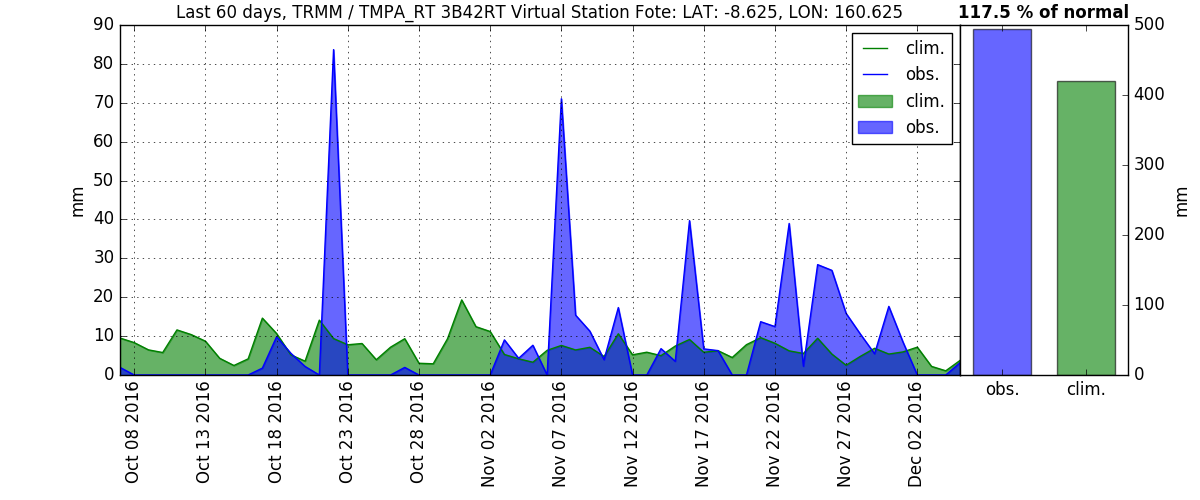 Last 60 days, TRMM / TMPA_RT 3B42RT Virtual Station Fote: LAT: -8.625, LON: 160.625
117.5 % of normal
90
80
70
60
50
40
30
20
10
0
mm
clim.
obs.
clim.
obs.
500
400
300
200
100
0
mm
obs.
clim.
Oct 08 2016
Oct 13 2016
Oct 18 2016
Oct 23 2016
Oct 28 2016
Nov 02 2016
Nov 07 2016
Nov 12 2016
Nov 17 2016
Nov 22 2016
Nov 27 2016
Dec 02 2016